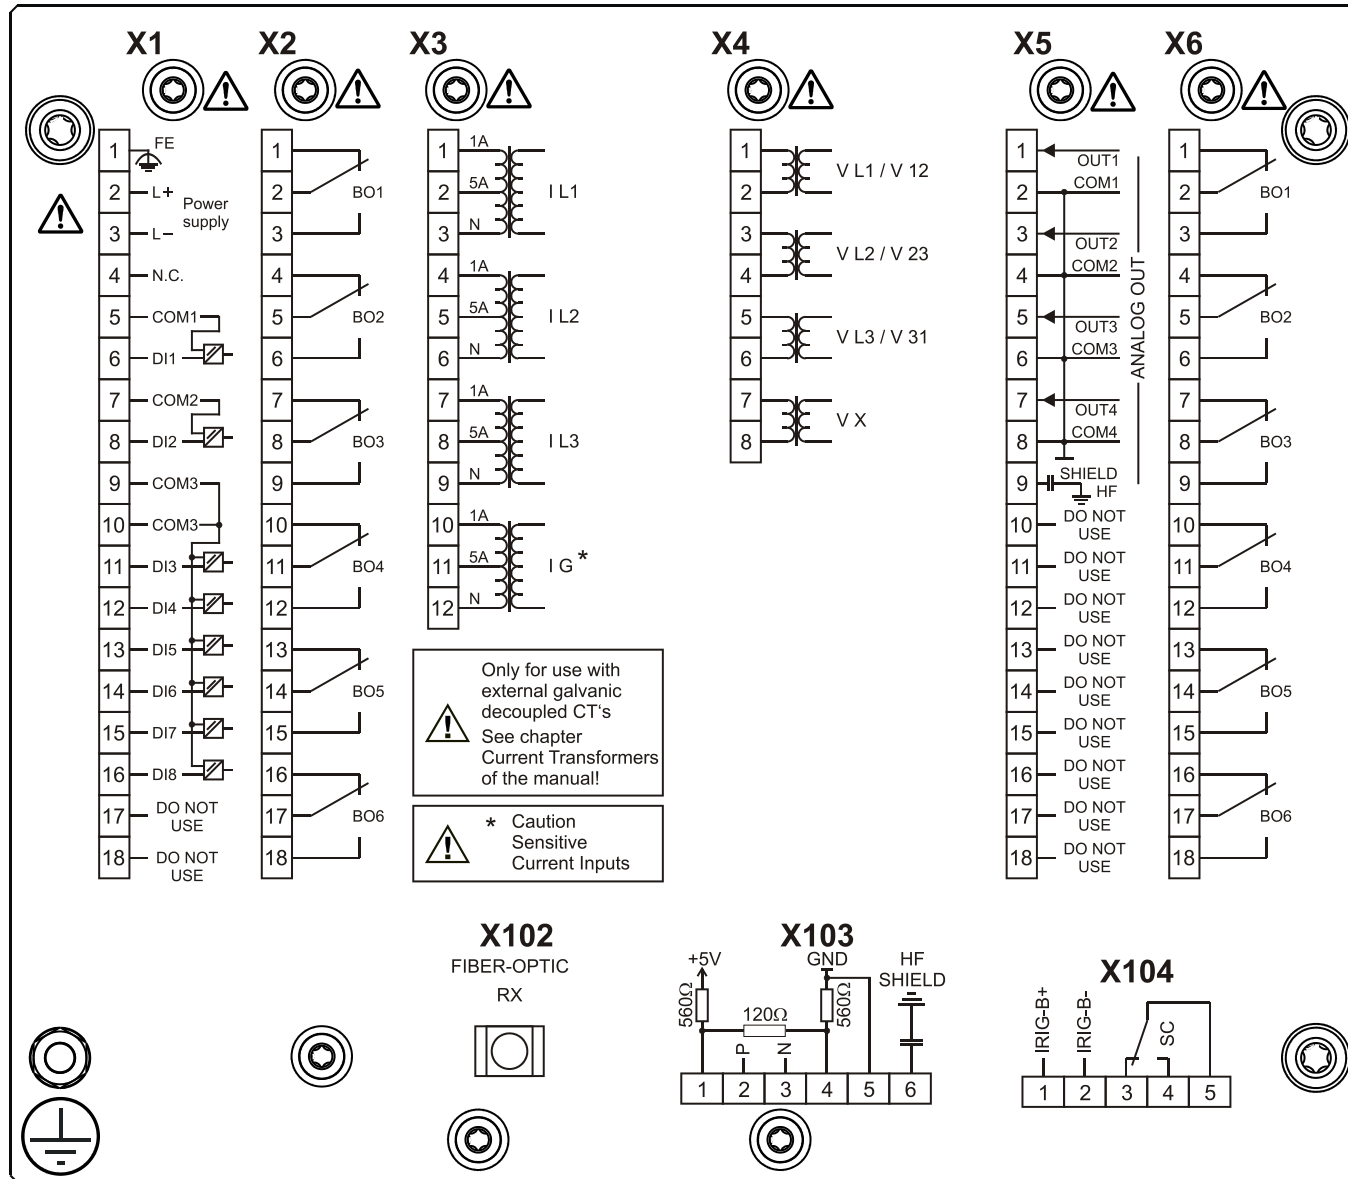 X1
1 FE
2 L+ Power
supply
3 L–
4 N.C.
5 COM1
6 DI1
7 COM2
8 DI2
9 COM3
10 COM3
11 DI3
12 DI4
13 DI5
14 DI6
15 DI7
16 DI8
17 DO NOT
USE
18 DO NOT
USE
X2
1
2 BO1
3
4
5 BO2
6
7
8 BO3
9
10
11 BO4
12
13
14 BO5
15
16
17 BO6
18
X3
1 1A
2 5A I L1
3 N
4 1A
5 5A I L2
6 N
7 1A
8 5A I L3
9 N
10 1A
11 5A I G *
12 N
Only for use with
external galvanic
decoupled CT‘s
See chapter
Current Transformers
of the manual!
* Caution
Sensitive
Current Inputs
X4
1
V L1 / V 12
2
3
V L2 / V 23
4
5
V L3 / V 31
6
7
V X
8
X5
1 OUT1
2 COM1
3 OUT2
4 COM2
5 OUT3
6 COM3
7 OUT4
8 COM4
ANALOG OUT
9 SHIELD
HF
10 DO NOT
USE
11 DO NOT
USE
12 DO NOT
USE
13 DO NOT
USE
14 DO NOT
USE
15 DO NOT
USE
16 DO NOT
USE
17 DO NOT
USE
18 DO NOT
USE
X6
1
2 BO1
3
4
5 BO2
6
7
8 BO3
9
10
11 BO4
12
13
14 BO5
15
16
17 BO6
18
X102
FIBER-OPTIC
RX
X103
+5V GND HF
SHIELD
560Ω 120Ω 560Ω
P N
1 2 3 4 5 6
X104
IRIG-B+ IRIG-B- SC
1 2 3 4 5